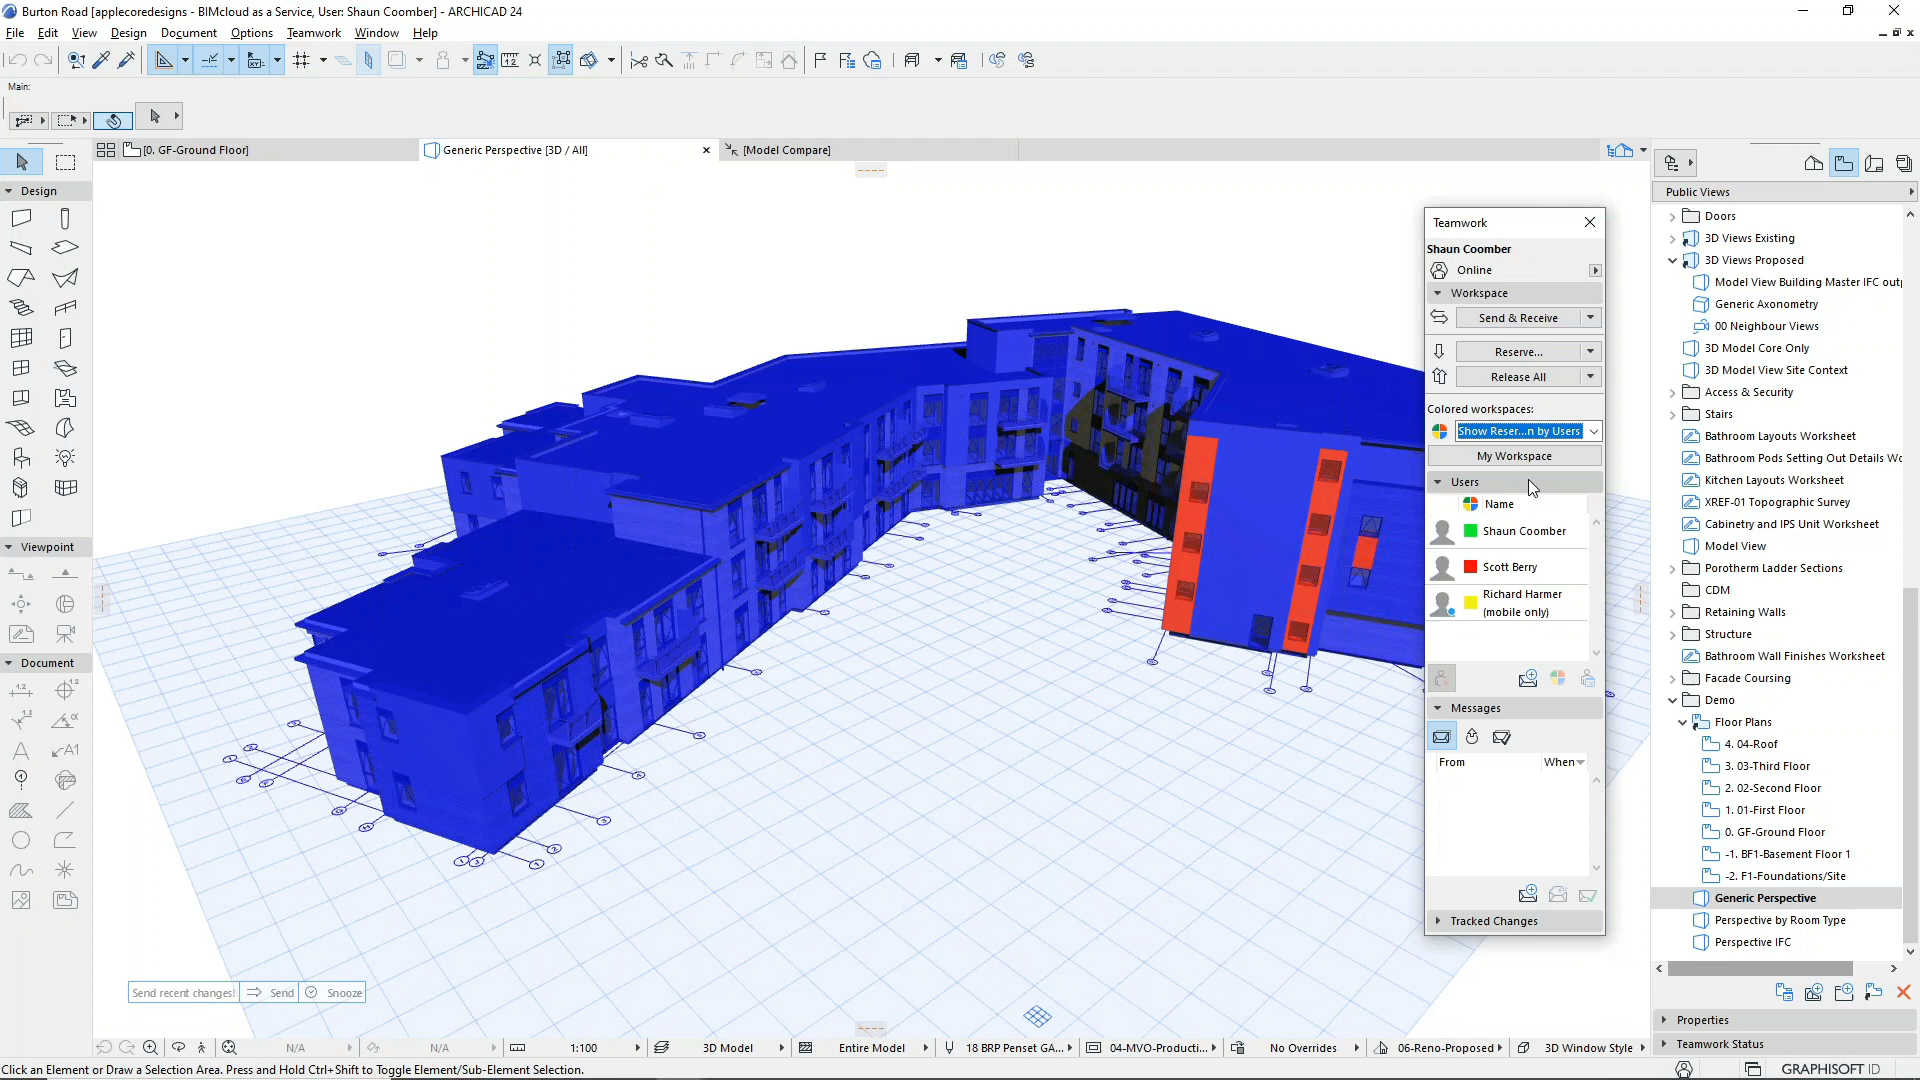 Burton Road [applecoredesigns - BIMcloud as a Service, User: Shaun Coomber] - ARCHICAD 24
File Edit View Design Document Options Teamwork Window Help
Main:
[0. GF-Ground Floor]
Generic Perspective [3D / All]
[Model Compare]
Design
Viewpoint
Document
Teamwork
Shaun Coomber
Online
Workspace
Send & Receive
Reserve...
Release All
Colored workspaces:
Show Reser...n by Users
My Workspace
Users
Name
Shaun Coomber
Scott Berry
Richard Harmer
(mobile only)
Messages
From When
Tracked Changes
Public Views
Doors
3D Views Existing
3D Views Proposed
Model View Building Master IFC outp
Generic Axonometry
00 Neighbour Views
3D Model Core Only
3D Model View Site Context
Access & Security
Stairs
Bathroom Layouts Worksheet
Bathroom Pods Setting Out Details Wo
Kitchen Layouts Worksheet
XREF-01 Topographic Survey
Cabinetry and IPS Unit Worksheet
Model View
Porotherm Ladder Sections
CDM
Retaining Walls
Structure
Bathroom Wall Finishes Worksheet
Facade Coursing
Demo
Floor Plans
4. 04-Roof
3. 03-Third Floor
2. 02-Second Floor
1. 01-First Floor
0. GF-Ground Floor
-1. BF1-Basement Floor 1
-2. F1-Foundations/Site
Generic Perspective
Perspective by Room Type
Perspective IFC
Properties
Teamwork Status
Send recent changes! Send Snooze
N/A N/A 1:100 3D Model Entire Model 18 BRP Penset GA... 04-MVO-Producti... No Overrides 06-Reno-Proposed 3D Window Style
Click an Element or Draw a Selection Area. Press and Hold Ctrl+Shift to Toggle Element/Sub-Element Selection.
GRAPHISOFT ID